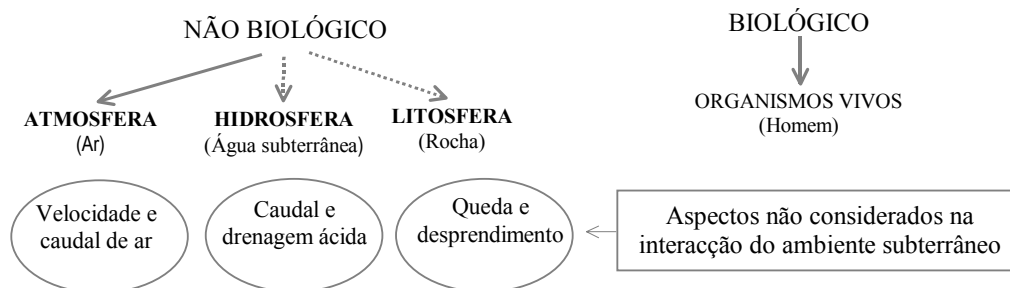 NÃO BIOLÓGICO
BIOLÓGICO
ATMOSFERA
(Ar)
HIDROSFERA
(Água subterrânea)
LITOSFERA
(Rocha)
ORGANISMOS VIVOS
(Homem)
Velocidade e
caudal de ar
Caudal e
drenagem ácida
Queda e
desprendimento
Aspectos não considerados na
interacção do ambiente subterrâneo